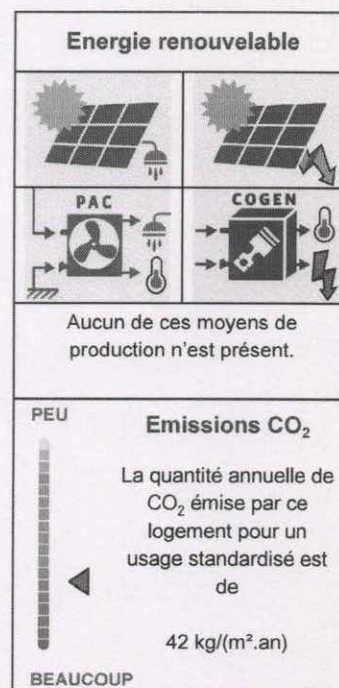 Energie renouvelable
PAC
COGEN
Aucun de ces moyens de
production n'est présent.
PEU
Emissions CO₂
La quantité annuelle de
CO₂ émise par ce
logement pour un
usage standardisé est
de
42 kg/(m².an)
BEAUCOUP